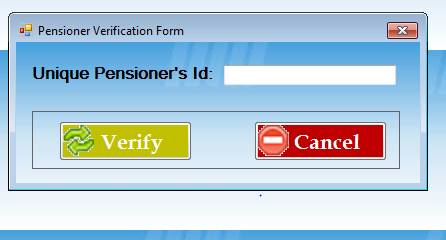 Pensioner Verification Form
Unique Pensioner's Id:
Verify
Cancel